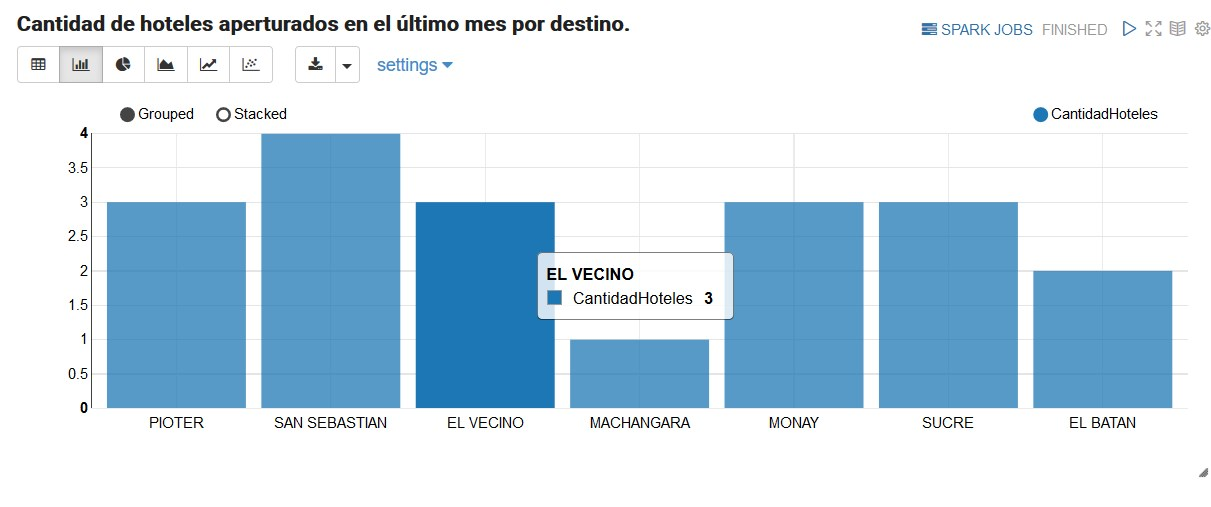 Cantidad de hoteles aperturados en el último mes por destino.
SPARK JOBS FINISHED
settings
Grouped Stacked CantidadHoteles
4
3.5
3
2.5
2
1.5
1
0.5
0
EL VECINO
CantidadHoteles 3
PIOTER SAN SEBASTIAN EL VECINO MACHANGARA MONAY SUCRE EL BATAN